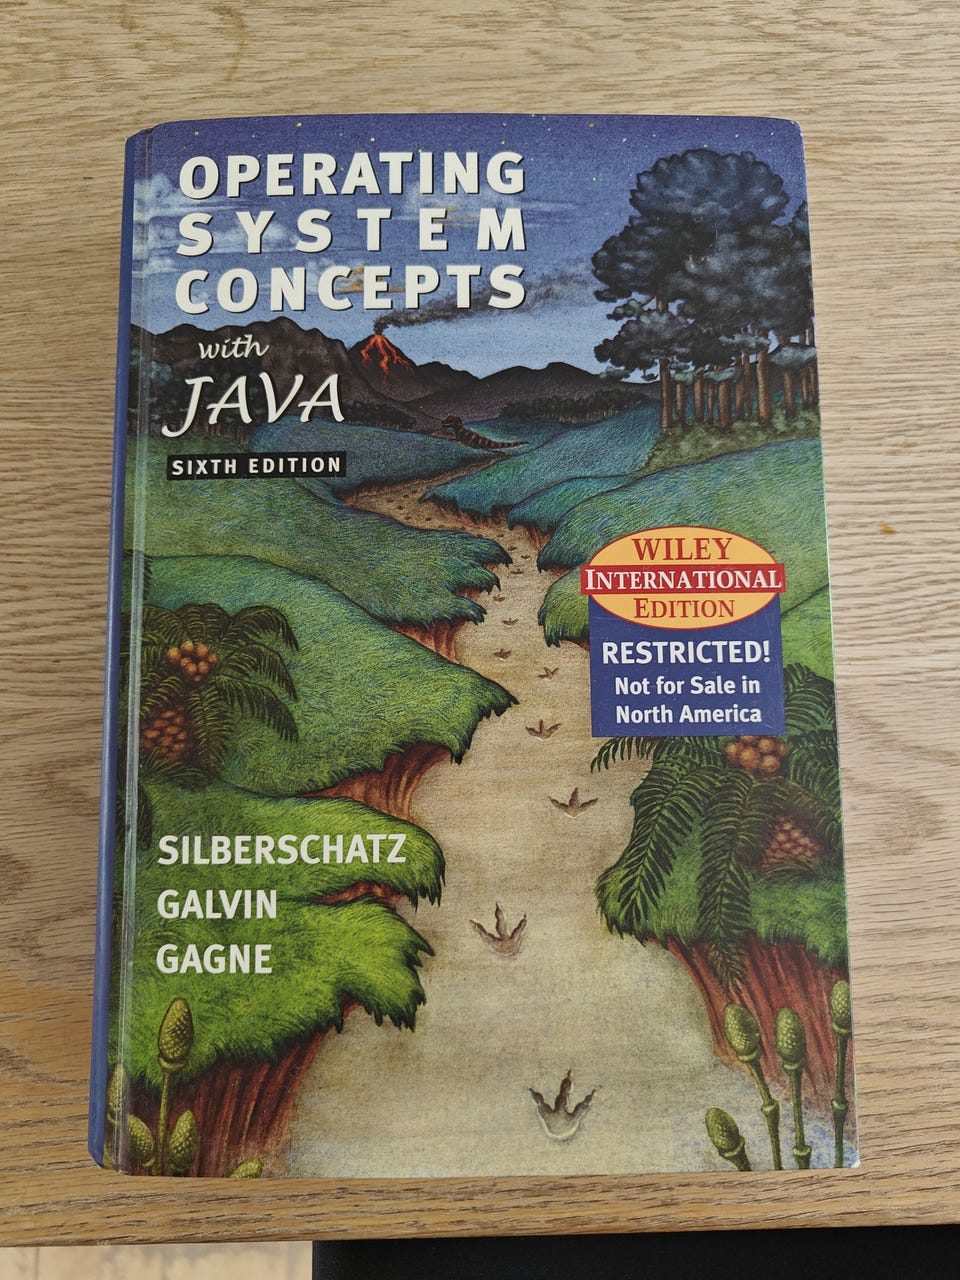 OPERATING
SYSTEM
CONCEPTS
with
JAVA
SIXTH EDITION
WILEY
INTERNATIONAL
EDITION
RESTRICTED!
Not for Sale in
North America
SILBERSCHATZ
GALVIN
GAGNE